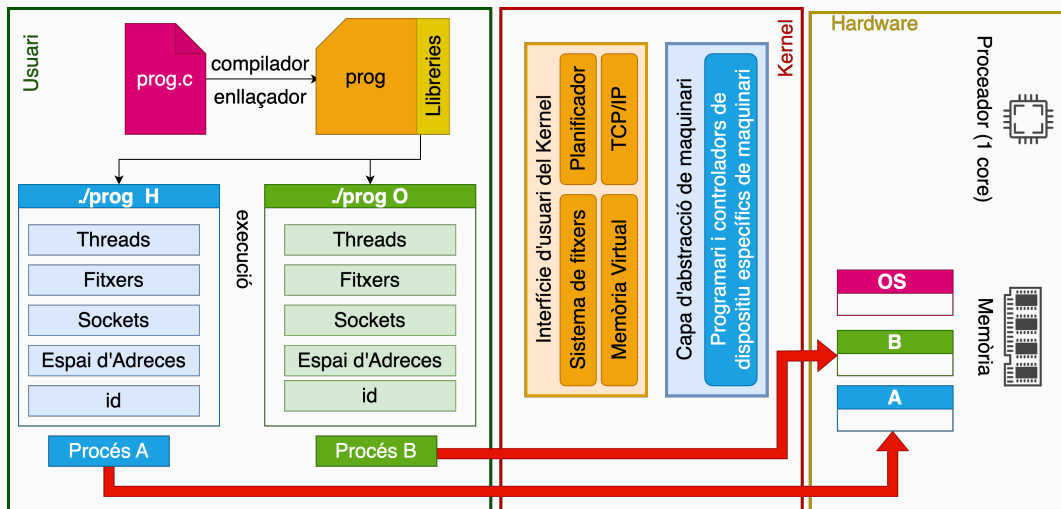 Usuari
prog.c
compilador
enllaçador
prog
Llibreries
./prog H
Threads
Fitxers
Sockets
Espai d'Adreces
id
Procés A
execució
./prog O
Threads
Fitxers
Sockets
Espai d'Adreces
id
Procés B
Kernel
Interfície d'usuari del Kernel
Planificador
TCP/IP
Sistema de fitxers
Memòria Virtual
Capa d'abstracció de maquinari
Programari i controladors de
dispositiu específics de maquinari
Hardware
Proceador (1 core)
Memòria
OS
B
A